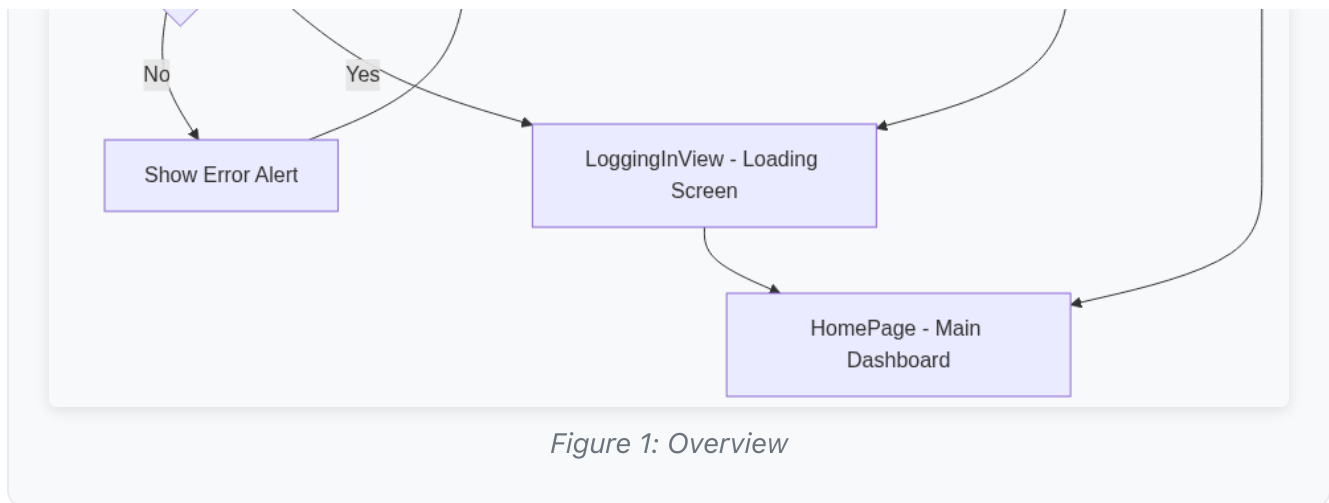 No
Yes
Show Error Alert
LoggingInView - Loading
Screen
HomePage - Main
Dashboard
Figure 1: Overview